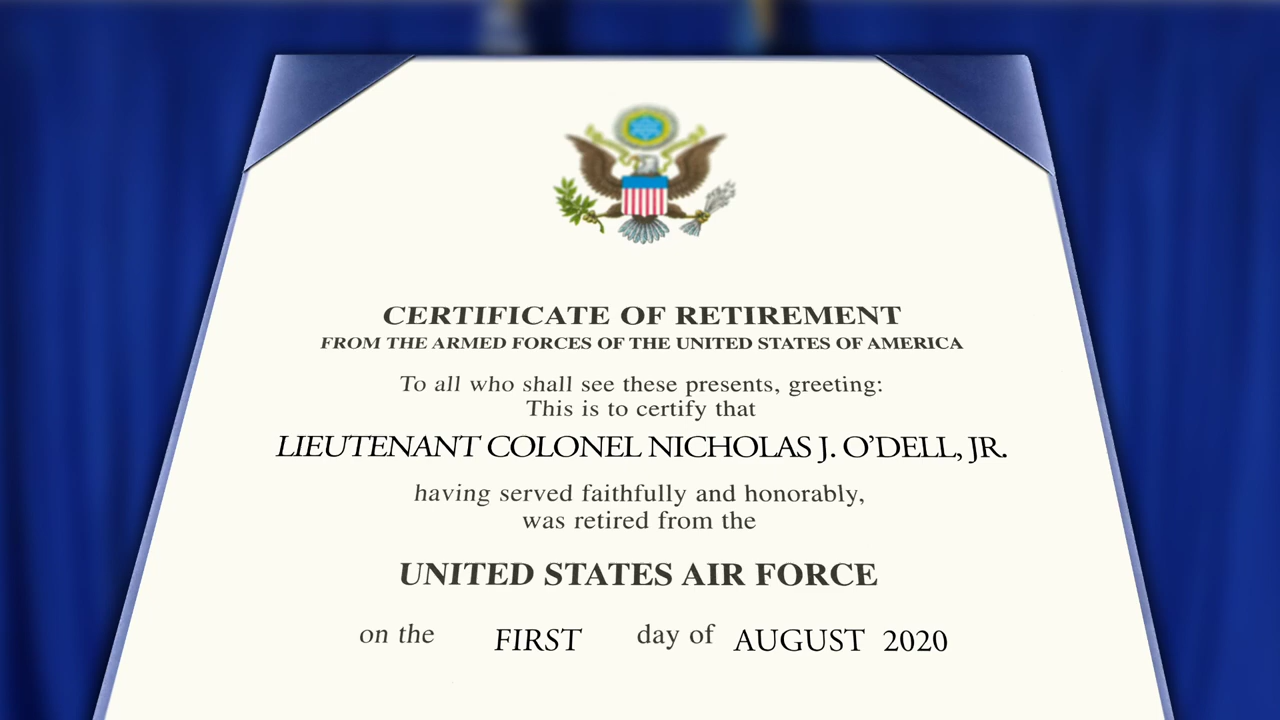 CERTIFICATE OF RETIREMENT
FROM THE ARMED FORCES OF THE UNITED STATES OF AMERICA
To all who shall see these presents, greeting:
This is to certify that
LIEUTENANT COLONEL NICHOLAS J. O’DELL, JR.
having served faithfully and honorably,
was retired from the
UNITED STATES AIR FORCE
on the FIRST day of AUGUST 2020